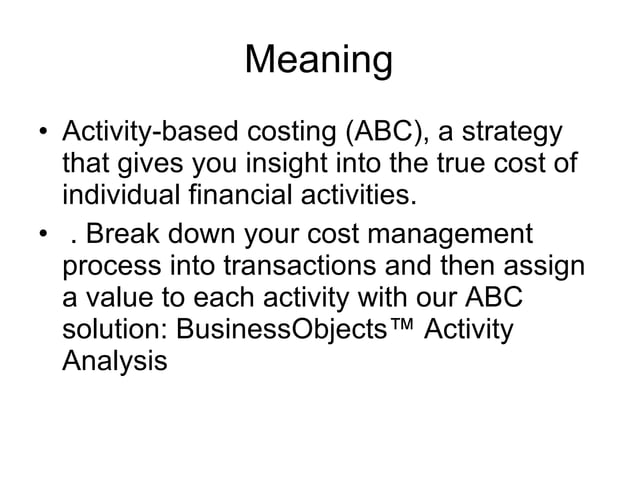 Meaning
• Activity-based costing (ABC), a strategy
that gives you insight into the true cost of
individual financial activities.
• . Break down your cost management
process into transactions and then assign
a value to each activity with our ABC
solution: BusinessObjects™ Activity
Analysis